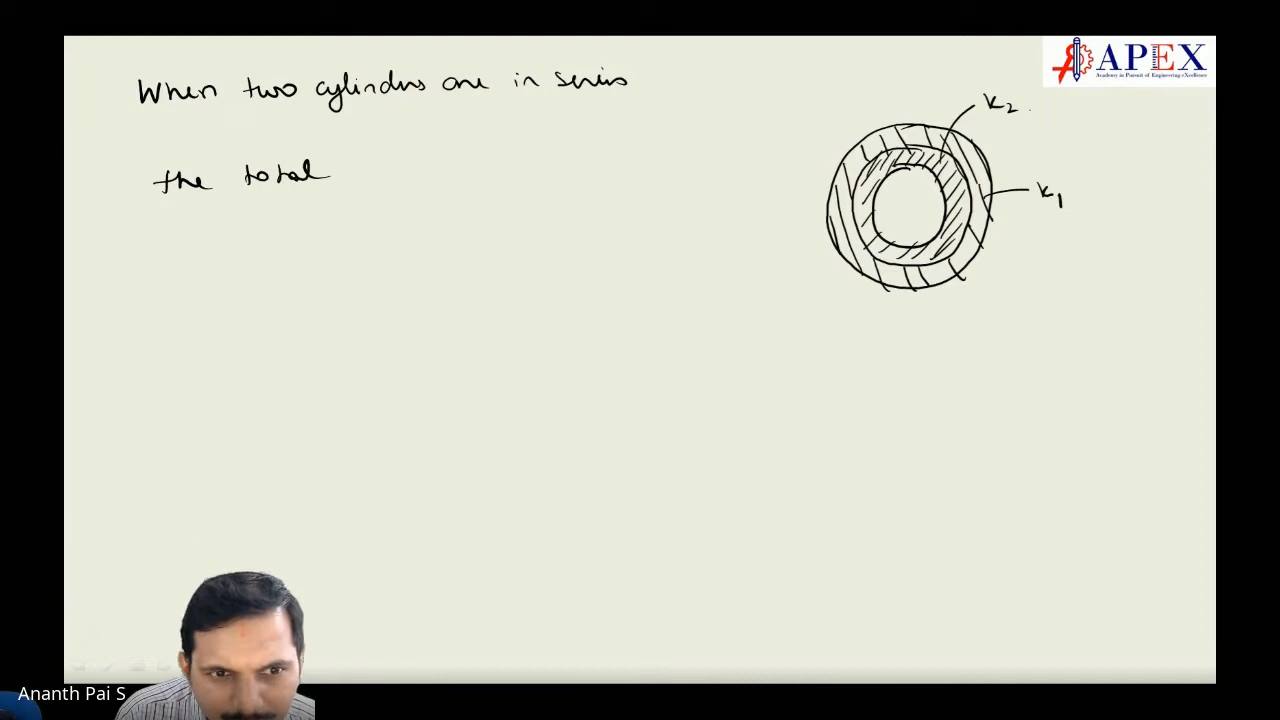 When two cylinders are in series
the total
K2
K1
APEX
Academy in Pursuit of Engineering eXcellence
Ananth Pai S